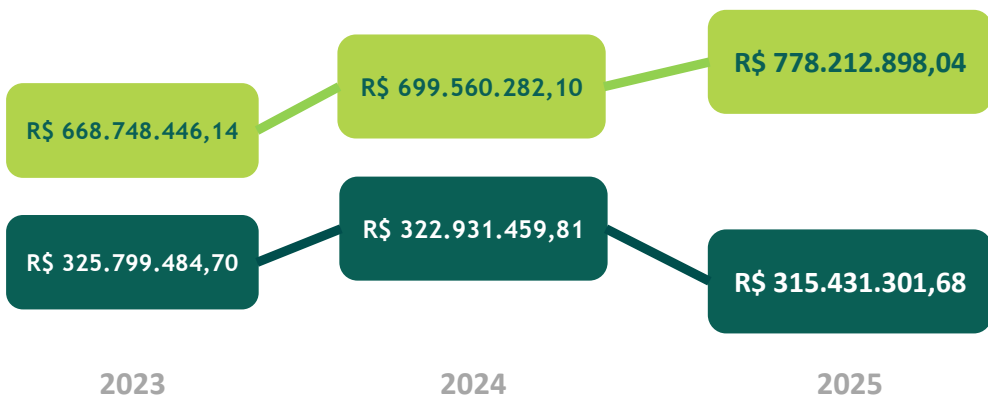 R$ 668.748.446,14
R$ 699.560.282,10
R$ 778.212.898,04
R$ 325.799.484,70
R$ 322.931.459,81
R$ 315.431.301,68
2023
2024
2025